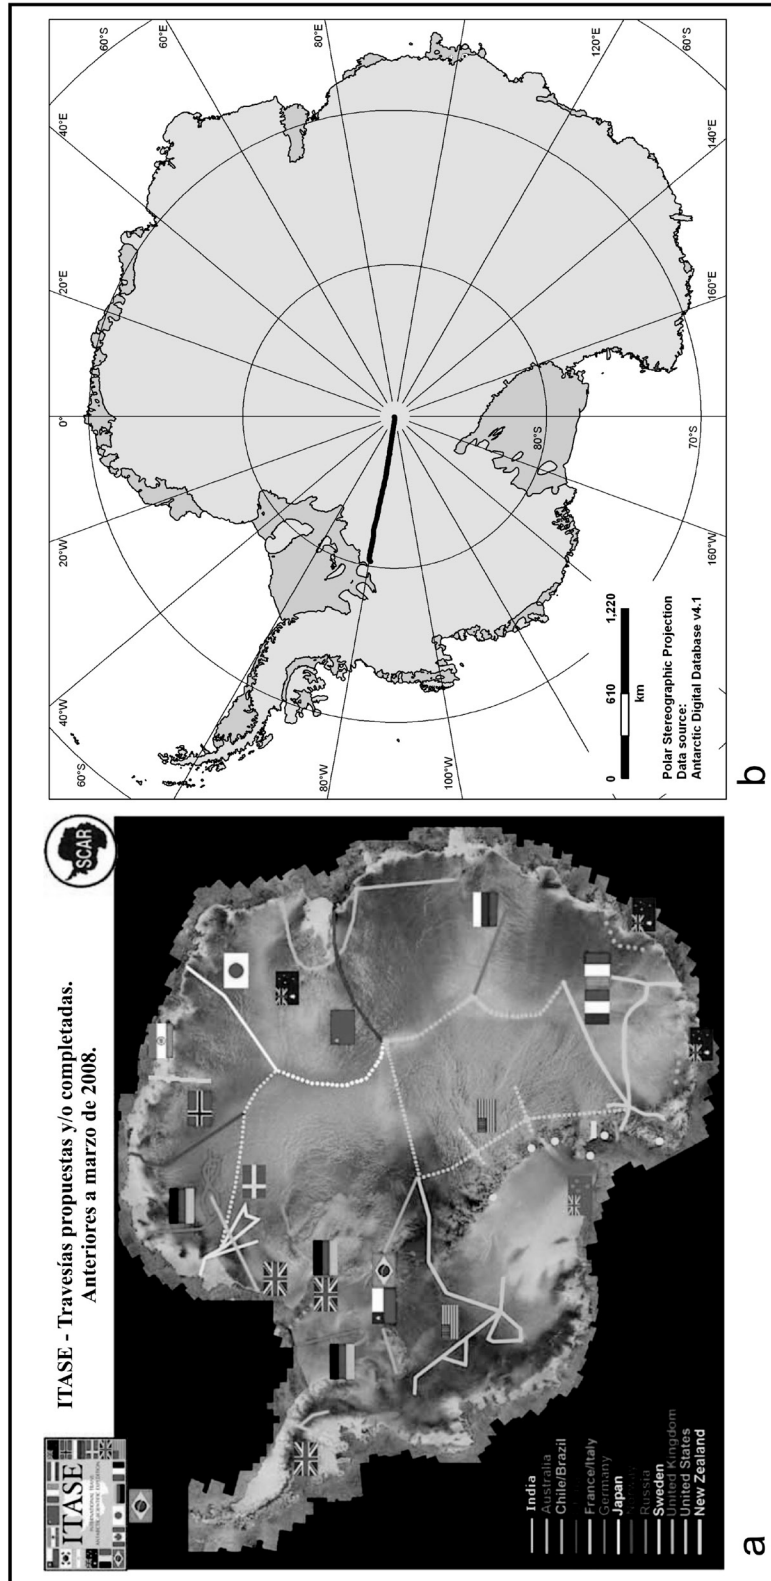 ITASE - Travesías propuestas y/o completadas.
Anteriores a marzo de 2008.
ITASE
SCAR
India
Australia
Chile/Brazil
France/Italy
Germany
Japan
Russia
Sweden
United Kingdom
United States
New Zealand
a
60°S
40°E
60°E
80°E
120°E
60°S
20°E
140°E
0°
160°E
80°S
70°S
20°W
160°W
40°W
60°S
80°W
100°W
0
610
1,220
km
Polar Stereographic Projection
Data source:
Antarctic Digital Database v4.1
b